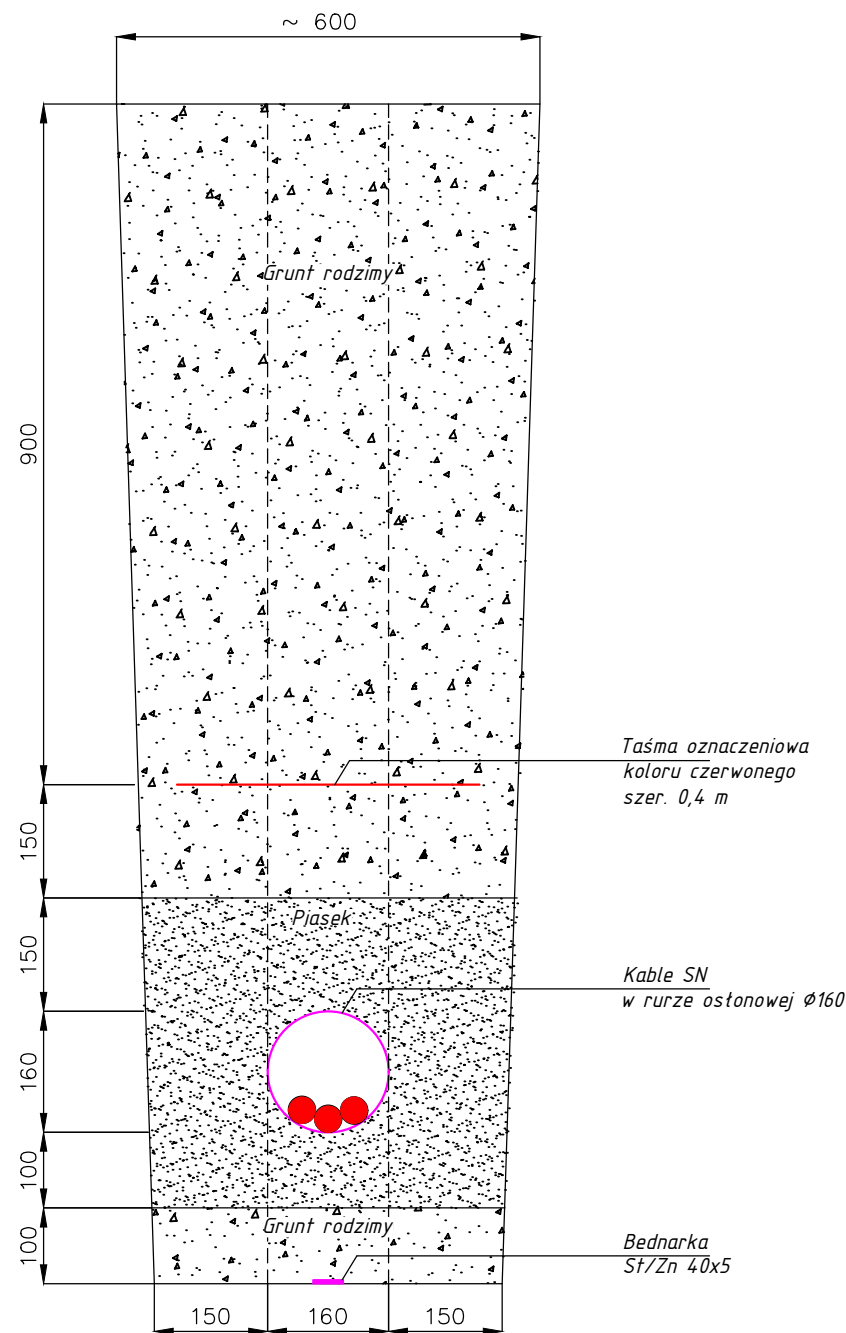 ~ 600
Grunt rodzimy
900
Taśma oznaczeniowa
koloru czerwonego
szer. 0,4 m
150
Piasek
150
Kable SN
w rurze osłonowej Ø160
160
100
Grunt rodzimy
100
Bednarka
St/Zn 40x5
150 160 150